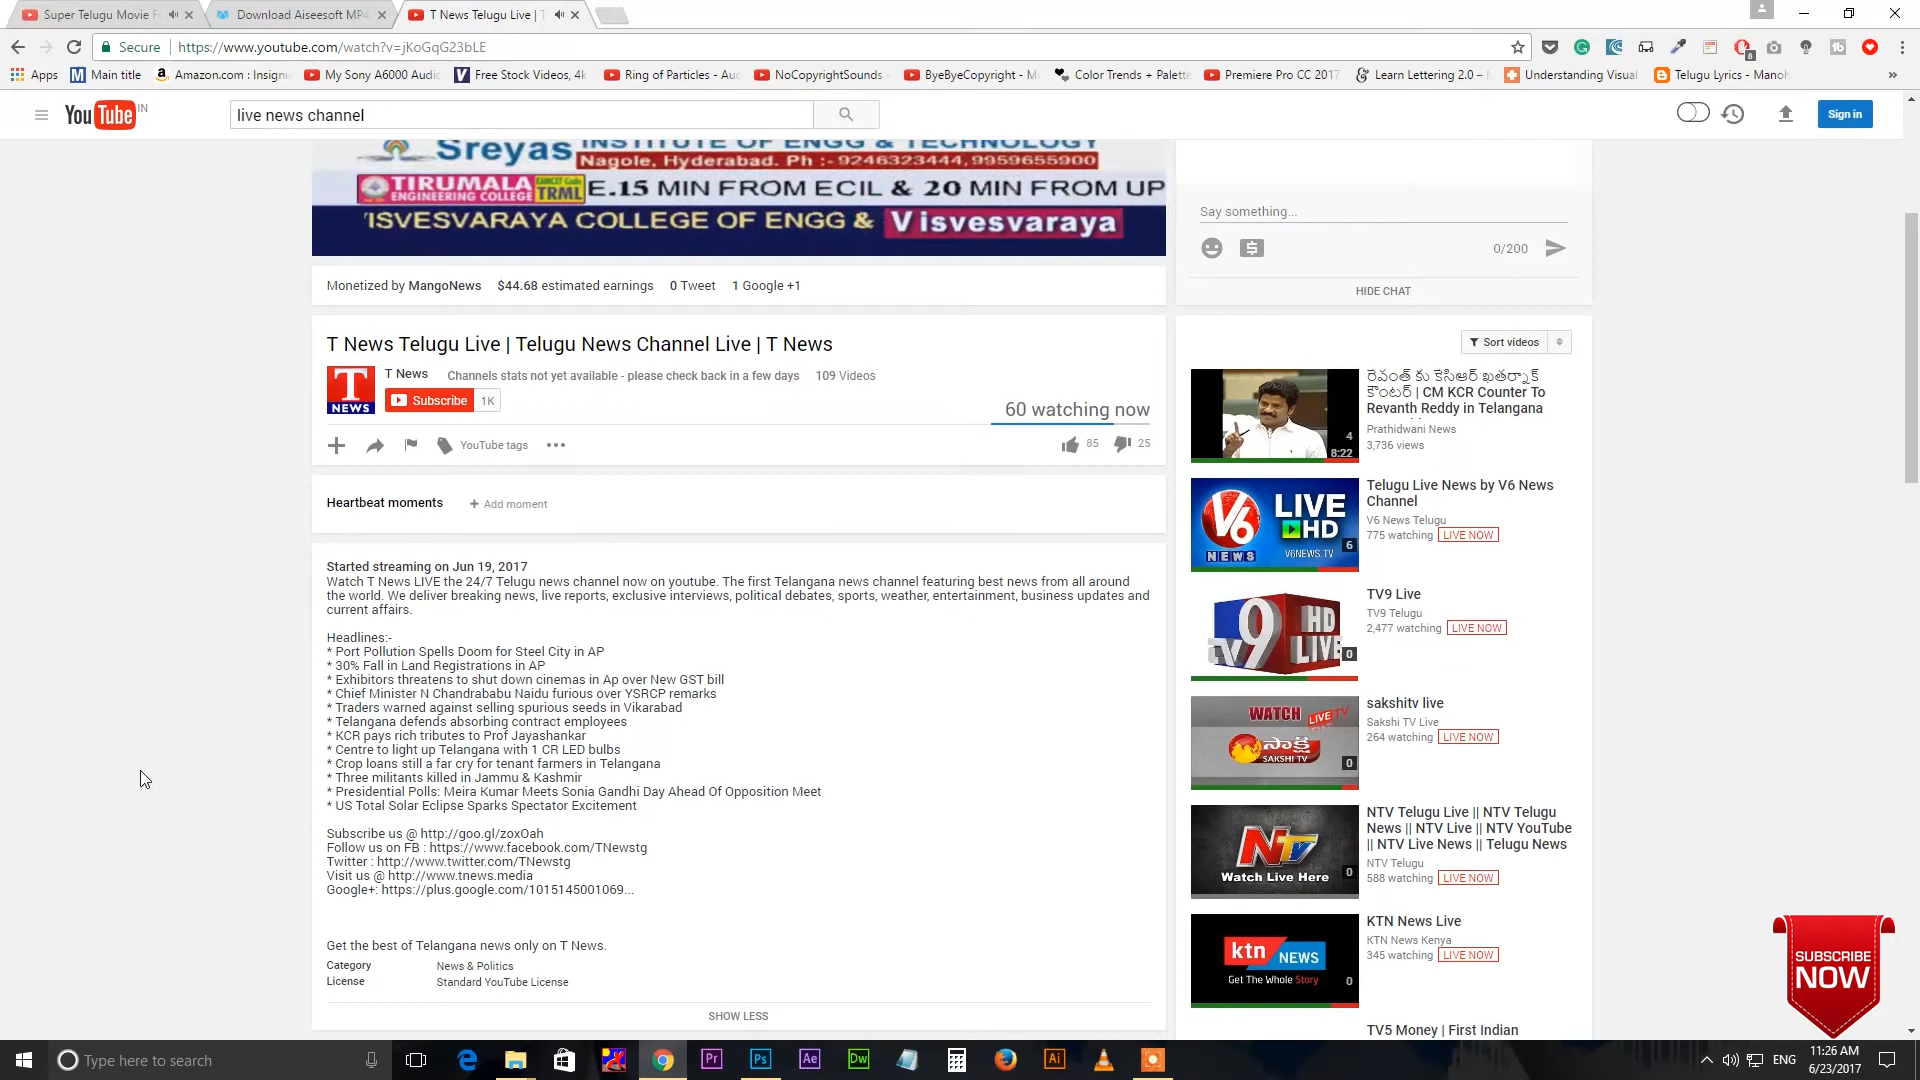 Super Telugu Movie F
Download Aiseesoft MP4
T News Telugu Live | T
Secure
https://www.youtube.com/watch?v=jKoGqG23bLE
Apps
Main title
Amazon.com : Insigni
My Sony A6000 Audi
Free Stock Videos, 4k
Ring of Particles - Au
NoCopyrightSounds -
ByeByeCopyright - M
Color Trends + Palett
Premiere Pro CC 2017
Learn Lettering 2.0 –
Understanding Visual
Telugu Lyrics - Manoh
YouTube IN
live news channel
Sign in
Sreyas INSTITUTE OF ENGG & TECHNOLOGY
Nagole, Hyderabad. Ph :- 9246323444,9959655900
TIRUMALA ENGINEERING COLLEGE TRML E.15 MIN FROM ECIL & 20 MIN FROM UP
VISVESVARAYA COLLEGE OF ENGG & Visvesvaraya
Say something...
0/200
HIDE CHAT
Monetized by MangoNews $44.68 estimated earnings 0 Tweet 1 Google +1
T News Telugu Live | Telugu News Channel Live | T News
T NEWS
T News Channels stats not yet available - please check back in a few days 109 Videos
Subscribe 1K
60 watching now
YouTube tags
85 25
Heartbeat moments
Add moment
Started streaming on Jun 19, 2017
Watch T News LIVE the 24/7 Telugu news channel now on youtube. The first Telangana news channel featuring best news from all around
the world. We deliver breaking news, live reports, exclusive interviews, political debates, sports, weather, entertainment, business updates and
current affairs.
Headlines:-
* Port Pollution Spells Doom for Steel City in AP
* 30% Fall in Land Registrations in AP
* Exhibitors threatens to shut down cinemas in Ap over New GST bill
* Chief Minister N Chandrababu Naidu furious over YSRCP remarks
* Traders warned against selling spurious seeds in Vikarabad
* Telangana defends absorbing contract employees
* KCR pays rich tributes to Prof Jayashankar
* Centre to light up Telangana with 1 CR LED bulbs
* Crop loans still a far cry for tenant farmers in Telangana
* Three militants killed in Jammu & Kashmir
* Presidential Polls: Meira Kumar Meets Sonia Gandhi Day Ahead Of Opposition Meet
* US Total Solar Eclipse Sparks Spectator Excitement
Subscribe us @ http://goo.gl/zoxOah
Follow us on FB : https://www.facebook.com/TNewstg
Twitter : http://www.twitter.com/TNewstg
Visit us @ http://www.tnews.media
Google+: https://plus.google.com/1015145001069...
Get the best of Telangana news only on T News.
Category News & Politics
License Standard YouTube License
SHOW LESS
Sort videos
రేవంత్ కు కేసిఆర్ ఖతర్నాక్
కౌంటర్ | CM KCR Counter To
Revanth Reddy in Telangana
Prathidwani News
3,736 views
4
8:22
Telugu Live News by V6 News
Channel
V6 News Telugu
775 watching LIVE NOW
V6 NEWS LIVE HD
V6NEWS.TV
6
TV9 Live
TV9 Telugu
2,477 watching LIVE NOW
TV9 HD LIVE
0
sakshitv live
Sakshi TV Live
264 watching LIVE NOW
WATCH LIVE TV
సాక్షి
SAKSHI TV
0
NTV Telugu Live || NTV Telugu
News || NTV Live || NTV YouTube
|| NTV Live News || Telugu News
NTV Telugu
588 watching LIVE NOW
NTV
Watch Live Here
0
KTN News Live
KTN News Kenya
345 watching LIVE NOW
ktn NEWS
Get The Whole Story
0
TV5 Money | First Indian
SUBSCRIBE
NOW
Type here to search
Pr
Ps
Ae
Dw
Ai
ENG
11:26 AM
6/23/2017